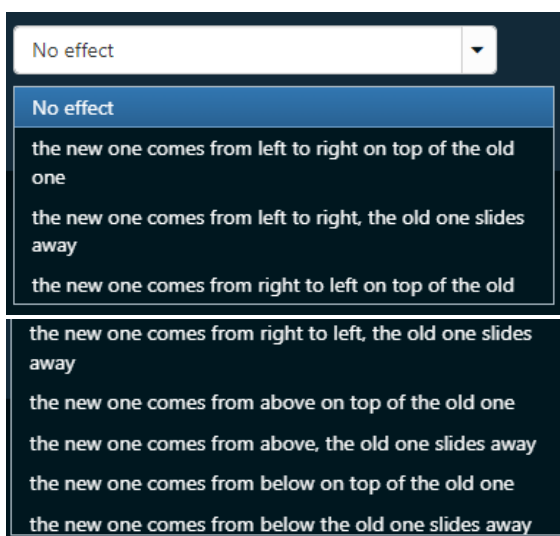 No effect
No effect
the new one comes from left to right on top of the old
one
the new one comes from left to right, the old one slides
away
the new one comes from right to left on top of the old
the new one comes from right to left, the old one slides
away
the new one comes from above on top of the old one
the new one comes from above, the old one slides away
the new one comes from below on top of the old one
the new one comes from below the old one slides away